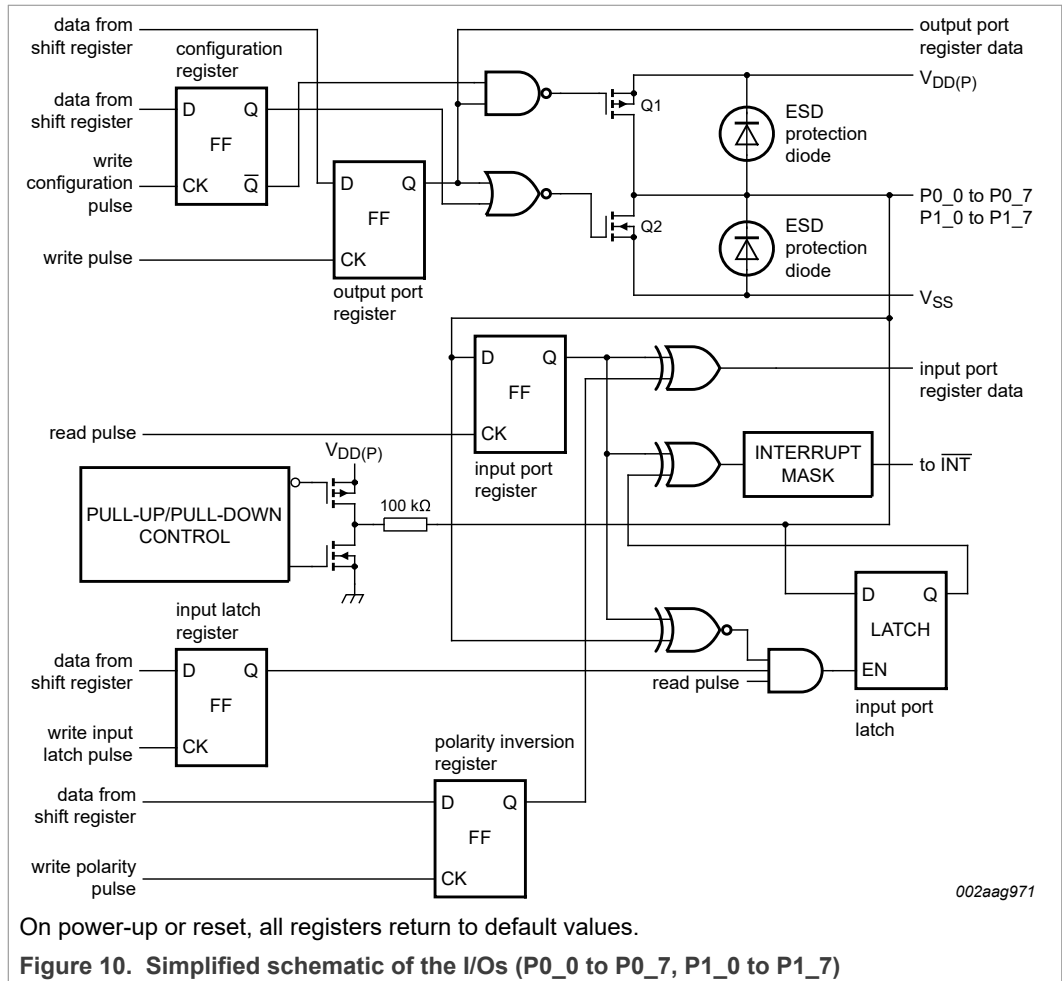 data from
shift register
configuration
register
output port
register data
data from
shift register
D
Q
FF
write
configuration
pulse
CK
Q̅
D
Q
FF
CK
write pulse
output port
register
Q1
Q2
VDD(P)
ESD
protection
diode
P0_0 to P0_7
P1_0 to P1_7
ESD
protection
diode
VSS
D
Q
FF
CK
read pulse
input port
register
input port
register data
INTERRUPT
MASK
to I̅N̅T̅
VDD(P)
PULL-UP/PULL-DOWN
CONTROL
100 kΩ
D
Q
LATCH
EN
input port
latch
read pulse
input latch
register
data from
shift register
D
Q
FF
write input
latch pulse
CK
polarity inversion
register
data from
shift register
D
Q
FF
write polarity
pulse
CK
002aag971
On power-up or reset, all registers return to default values.
Figure 10. Simplified schematic of the I/Os (P0_0 to P0_7, P1_0 to P1_7)